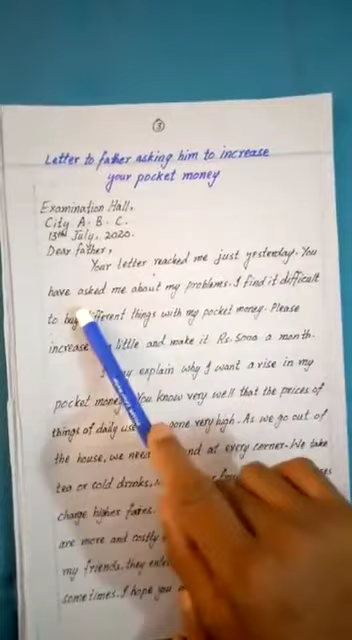 3
Letter to father asking him to increase
your pocket money
Examination Hall,
City A. B. C.
13th July, 2020.
Dear father,
Your letter reached me just yesterday. You
have asked me about my problems. I find it difficult
to buy different things with my pocket money. Please
increase little and make it Rs. 5000 a month.
explain why I want a rise in my
pocket money. You know very well that the prices of
things of daily use gone very high. As we go out of
the house, we need at every corner. We take
tea or cold drinks,
charge higher fares.
are more and costly
my friends. they
sometimes. I hope you